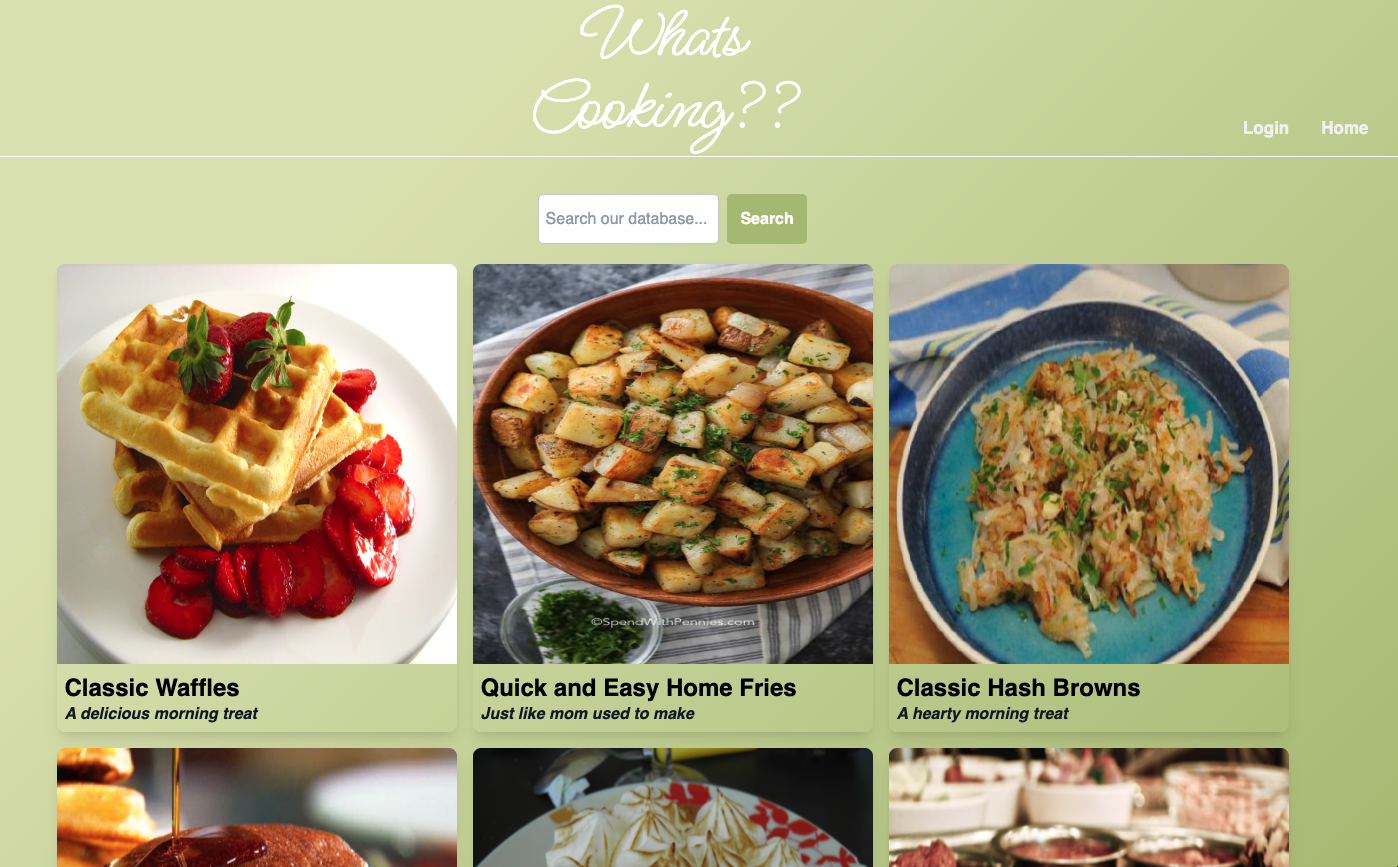 Whats
Cooking??
Login Home
Search our database... Search
©SpendWithPennies.com
Classic Waffles
A delicious morning treat
Quick and Easy Home Fries
Just like mom used to make
Classic Hash Browns
A hearty morning treat